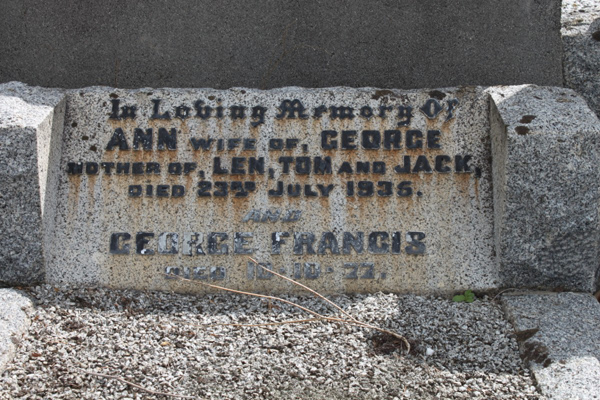 In Loving Memory Of
ANN WIFE OF, GEORGE
MOTHER OF, LEN, TOM AND JACK,
DIED 23RD JULY 1936.
AND
GEORGE FRANCIS
DIED